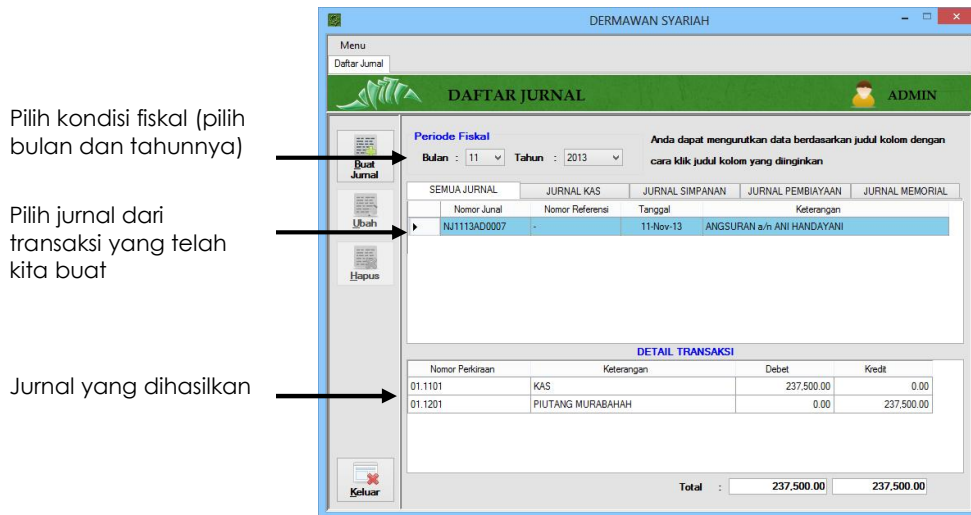 DERMAWAN SYARIAH
Menu
Daftar Jurnal
DAFTAR JURNAL
ADMIN
Pilih kondisi fiskal (pilih
bulan dan tahunnya)
Pilih jurnal dari
transaksi yang telah
kita buat
Jurnal yang dihasilkan
Buat
Jurnal
Ubah
Hapus
Keluar
Periode Fiskal
Bulan : 11 Tahun : 2013
Anda dapat mengurutkan data berdasarkan judul kolom dengan
cara klik judul kolom yang diinginkan
SEMUA JURNAL JURNAL KAS JURNAL SIMPANAN JURNAL PEMBIAYAAN JURNAL MEMORIAL
Nomor Junal Nomor Referensi Tanggal Keterangan
NJ1113AD0007 - 11-Nov-13 ANGSURAN a/n ANI HANDAYANI
DETAIL TRANSAKSI
Nomor Perkiraan Keterangan Debet Kredit
01.1101 KAS 237,500.00 0.00
01.1201 PIUTANG MURABAHAH 0.00 237,500.00
Total : 237,500.00 237,500.00